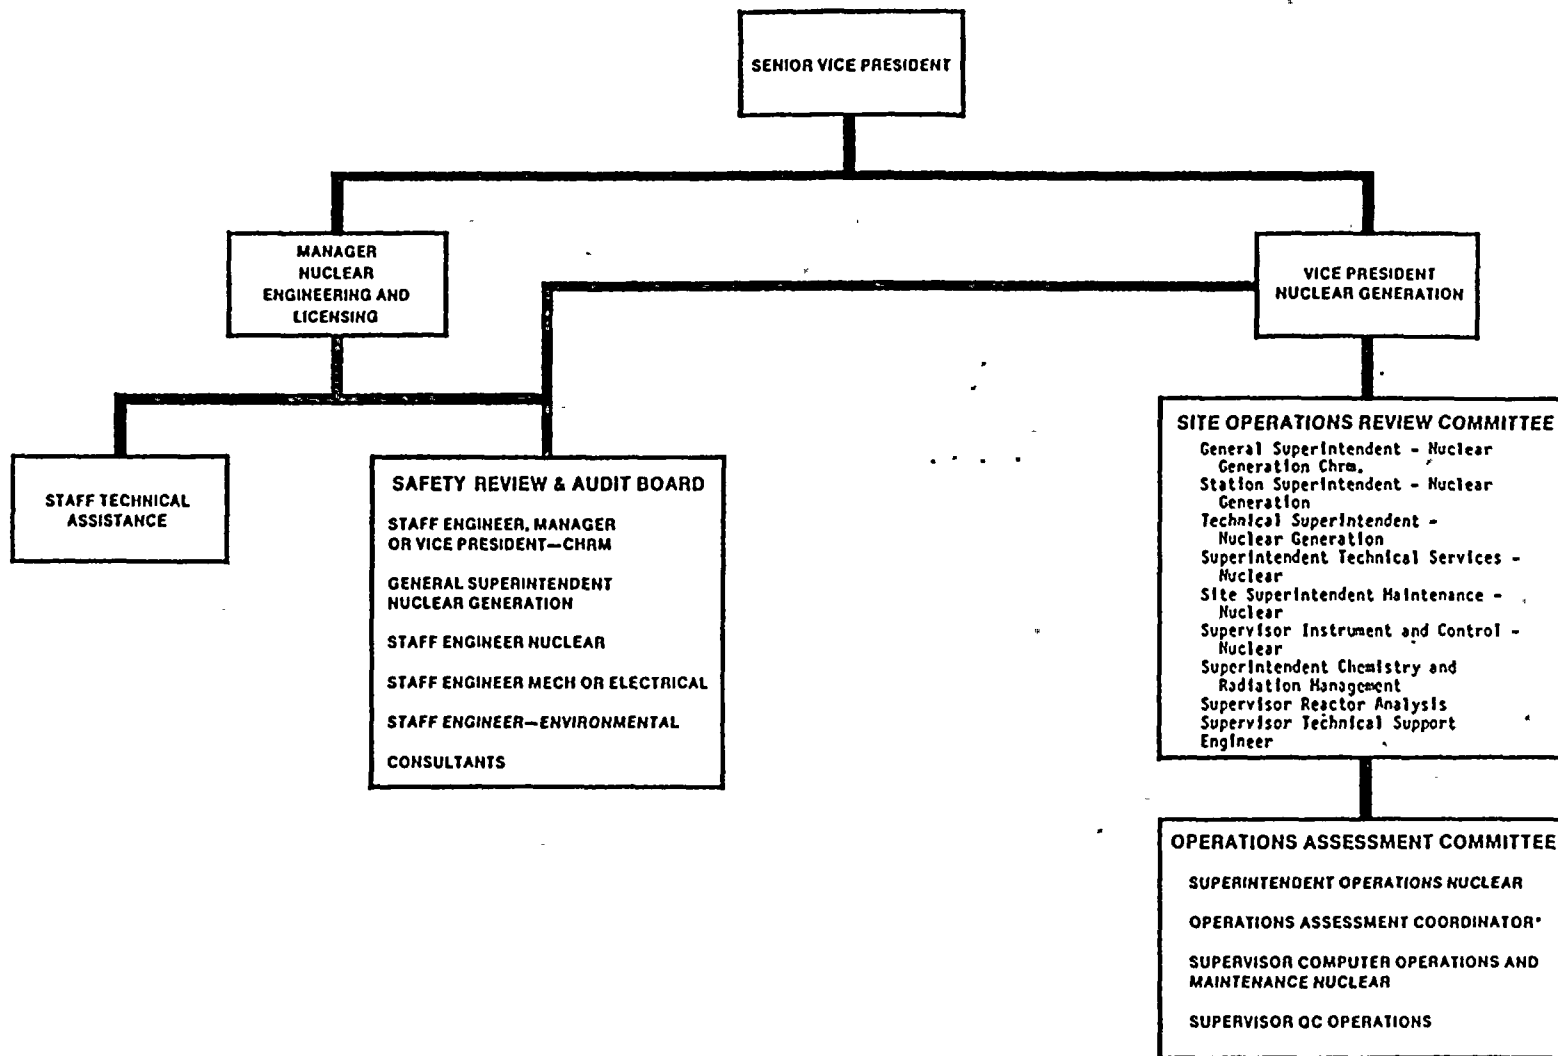 SENIOR VICE PRESIDENT
MANAGER
NUCLEAR
ENGINEERING AND
LICENSING
VICE PRESIDENT
NUCLEAR GENERATION
STAFF TECHNICAL
ASSISTANCE
SAFETY REVIEW & AUDIT BOARD
STAFF ENGINEER, MANAGER
OR VICE PRESIDENT—CHRM
GENERAL SUPERINTENDENT
NUCLEAR GENERATION
STAFF ENGINEER NUCLEAR
STAFF ENGINEER MECH OR ELECTRICAL
STAFF ENGINEER—ENVIRONMENTAL
CONSULTANTS
SITE OPERATIONS REVIEW COMMITTEE
General Superintendent - Nuclear
Generation Chrm.
Station Superintendent - Nuclear
Generation
Technical Superintendent -
Nuclear Generation
Superintendent Technical Services -
Nuclear
Site Superintendent Maintenance -
Nuclear
Supervisor Instrument and Control -
Nuclear
Superintendent Chemistry and
Radiation Management
Supervisor Reactor Analysis
Supervisor Technical Support
Engineer
OPERATIONS ASSESSMENT COMMITTEE
SUPERINTENDENT OPERATIONS NUCLEAR
OPERATIONS ASSESSMENT COORDINATOR*
SUPERVISOR COMPUTER OPERATIONS AND
MAINTENANCE NUCLEAR
SUPERVISOR QC OPERATIONS